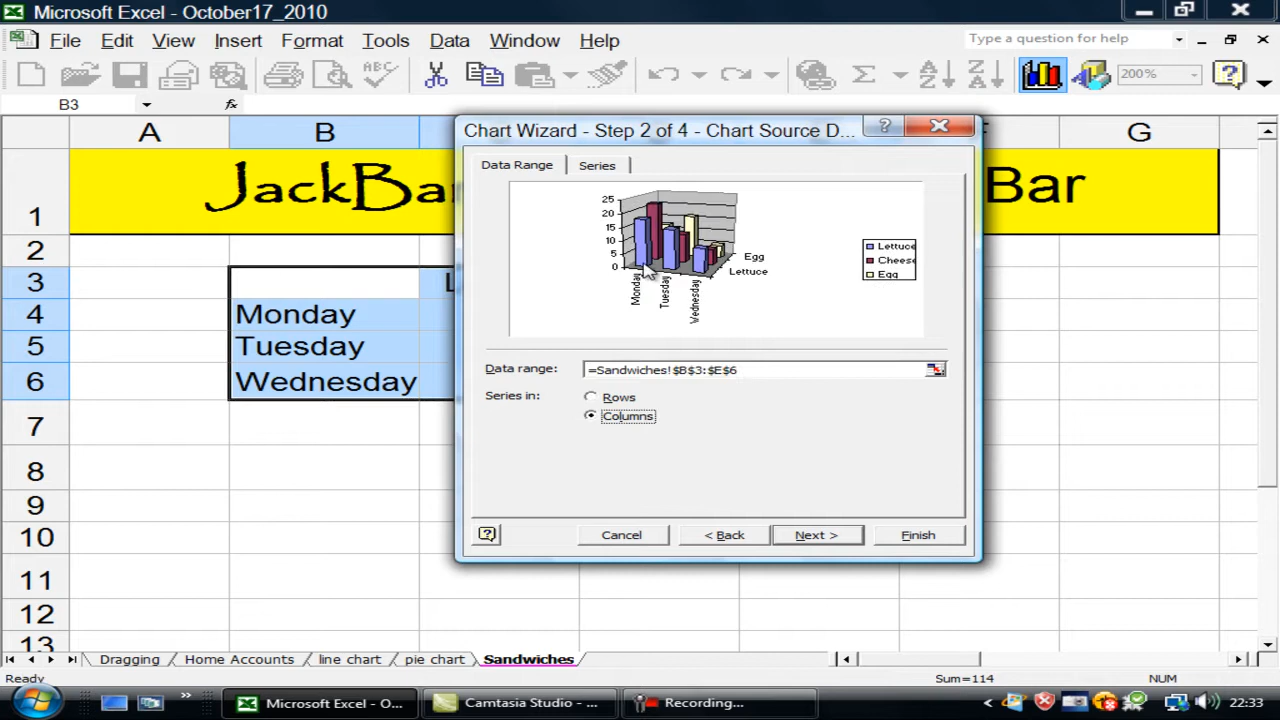 Microsoft Excel - October17_2010
File Edit View Insert Format Tools Data Window Help
Type a question for help
ABC
200%
B3
fx
A B G
1
JackBar Bar
2
3
4 Monday
5 Tuesday
6 Wednesday
7
8
9
10
11
12
13
Chart Wizard - Step 2 of 4 - Chart Source D...
Data Range Series
25
20
15
10
5
0
Monday
Tuesday
Wednesday
Egg
Lettuce
Lettuce
Cheese
Egg
Data range: =Sandwiches!$B$3:$E$6
Series in: Rows
Columns
Cancel < Back Next > Finish
Dragging Home Accounts line chart pie chart Sandwiches
Ready Sum=114 NUM
Microsoft Excel - O... Camtasia Studio - ... Recording... 22:33